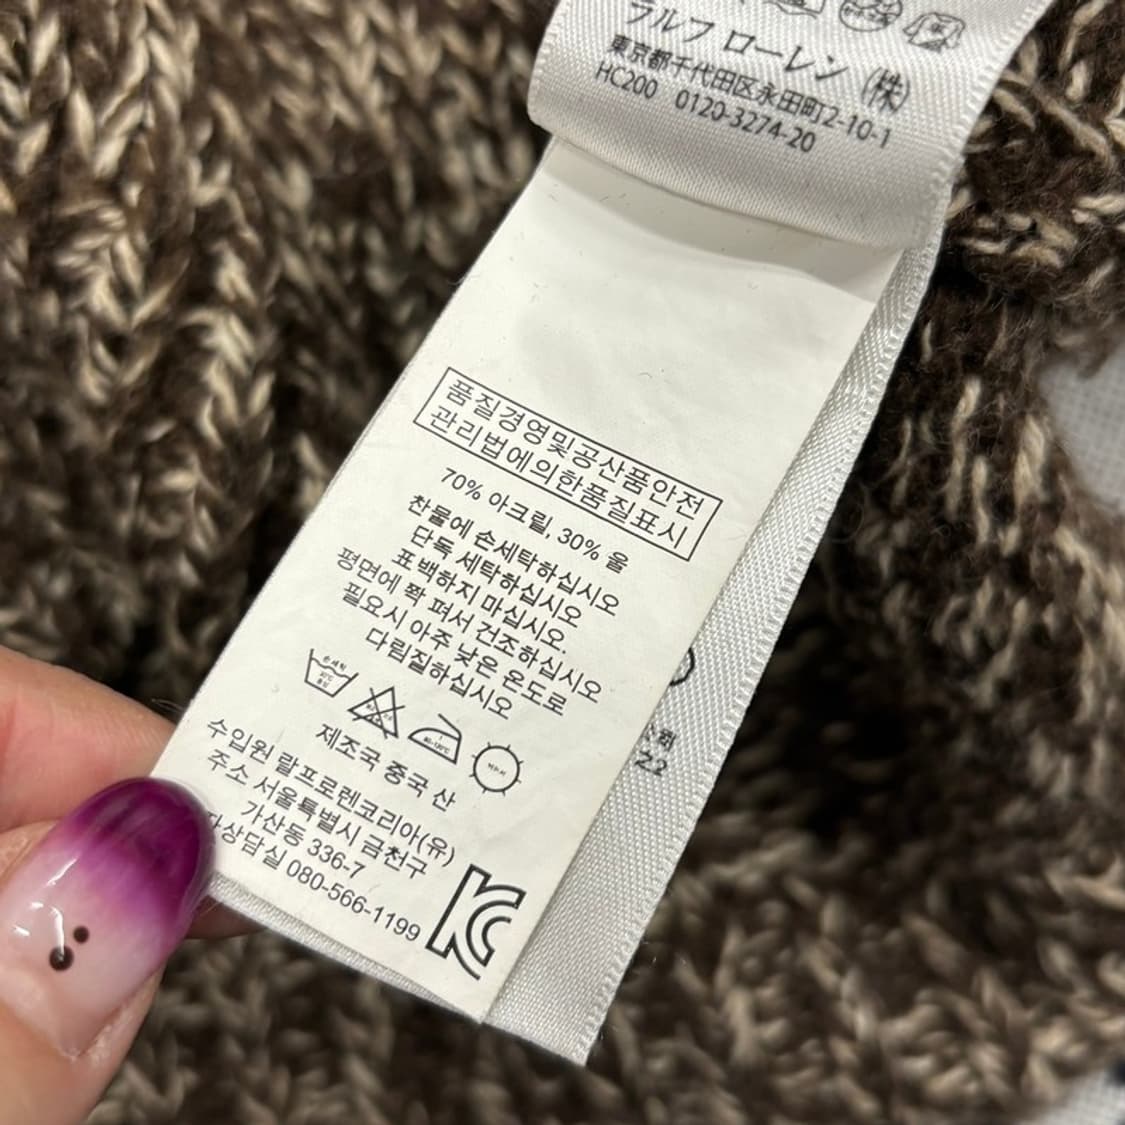 ラルフ ローレン (株)
東京都千代田区永田町2-10-1
HC200 0120-3274-20
품질경영및공산품안전
관리법에의한품질표시
70% 아크릴, 30% 울
찬물에 손세탁하십시오
단독 세탁하십시오
표백하지 마십시오.
평면에 쫙 펴서 건조하십시오
필요시 아주 낮은 온도로
다림질하십시오
제조국 중국 산
수입원 랄프로렌코리아(유)
주소 서울특별시 금천구
가산동 336-7
상담실 080-566-1199
22